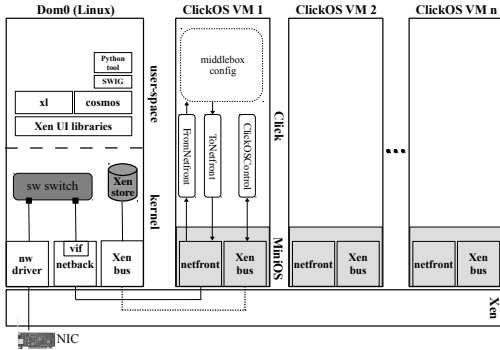 Dom0 (Linux)
ClickOS VM 1
ClickOS VM 2
ClickOS VM n
Python
tool
SWIG
xl
cosmos
Xen UI libraries
user-space
sw switch
Xen
store
kernel
nw
driver
vif
netback
Xen
bus
middlebox
config
FromNetfront
ToNetfront
ClickOSControl
Click
netfront
Xen
bus
MiniOS
netfront
Xen
bus
...
netfront
Xen
bus
Xen
NIC